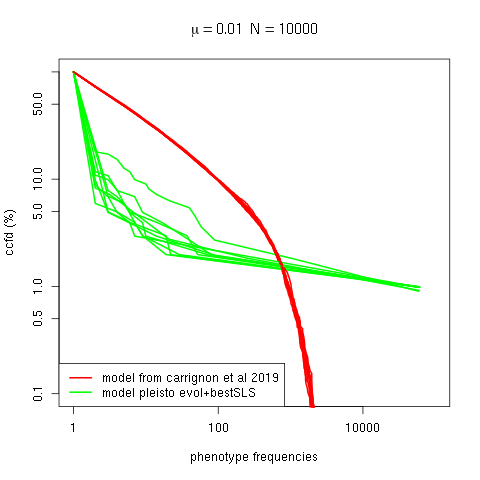 μ = 0.01 N = 10000
ccfd (%)
50.0
10.0
5.0
1.0
0.5
0.1
model from carrignon et al 2019
model pleisto evol+bestSLS
1 100 10000
phenotype frequencies